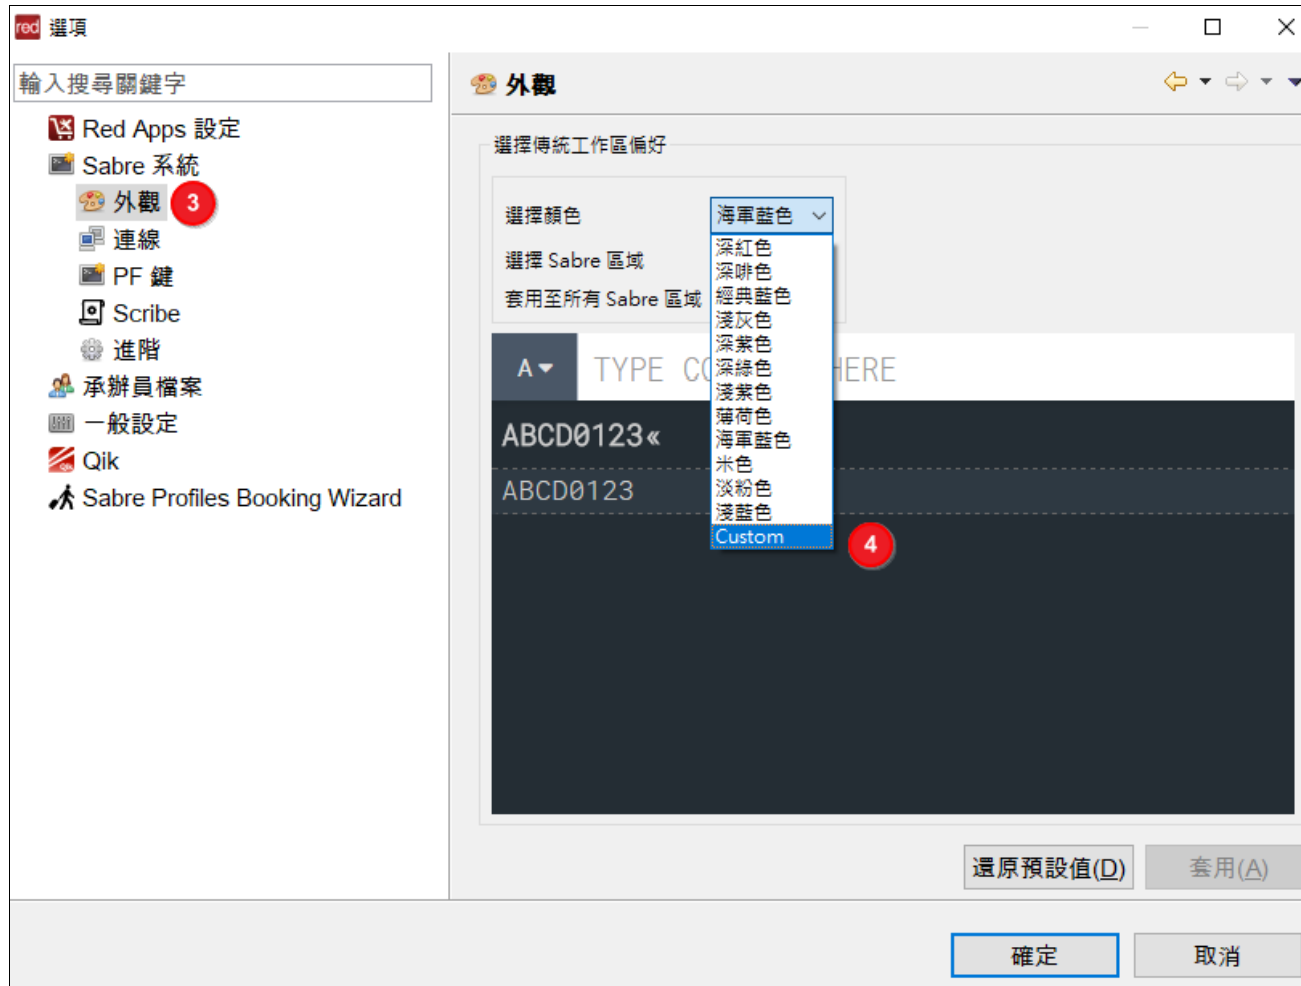 red 選項
輸入搜尋關鍵字
Red Apps 設定
Sabre 系統
外觀 3
連線
PF 鍵
Scribe
進階
承辦員檔案
一般設定
Qik
Sabre Profiles Booking Wizard
外觀
選擇傳統工作區偏好
選擇顏色 海軍藍色
選擇 Sabre 區域
套用至所有 Sabre 區域
深紅色
深啡色
經典藍色
淺灰色
深紫色
深綠色
淺紫色
薄荷色
海軍藍色
米色
淡粉色
淺藍色
Custom 4
A TYPE CO HERE
ABCD0123«
ABCD0123
還原預設值(D) 套用(A)
確定 取消